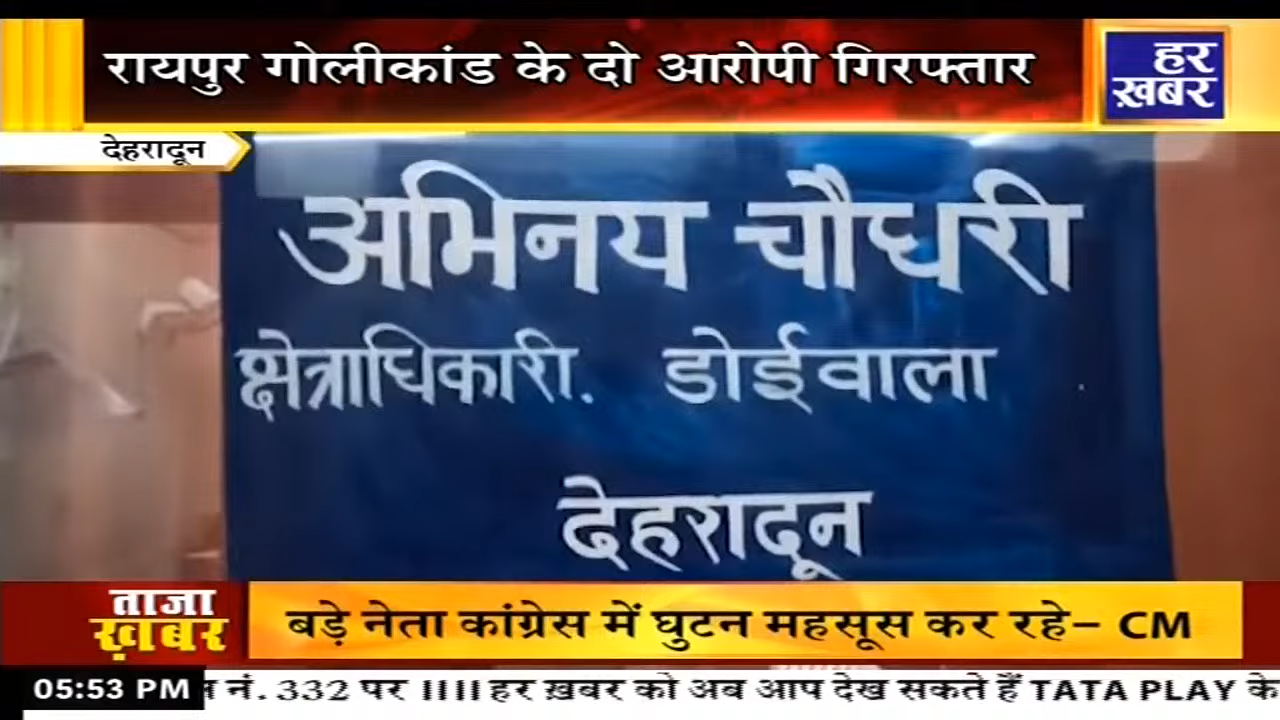 रायपुर गोलीकांड के दो आरोपी गिरफ्तार
हर
ख़बर
देहरादून
अभिनय चौधरी
क्षेत्राधिकारी. डोईवाला
देहरादून
ताजा
ख़बर
बड़े नेता कांग्रेस में घुटन महसूस कर रहे– CM
05:53 PM
नं. 332 पर IIII हर ख़बर को अब आप देख सकते हैं TATA PLAY के